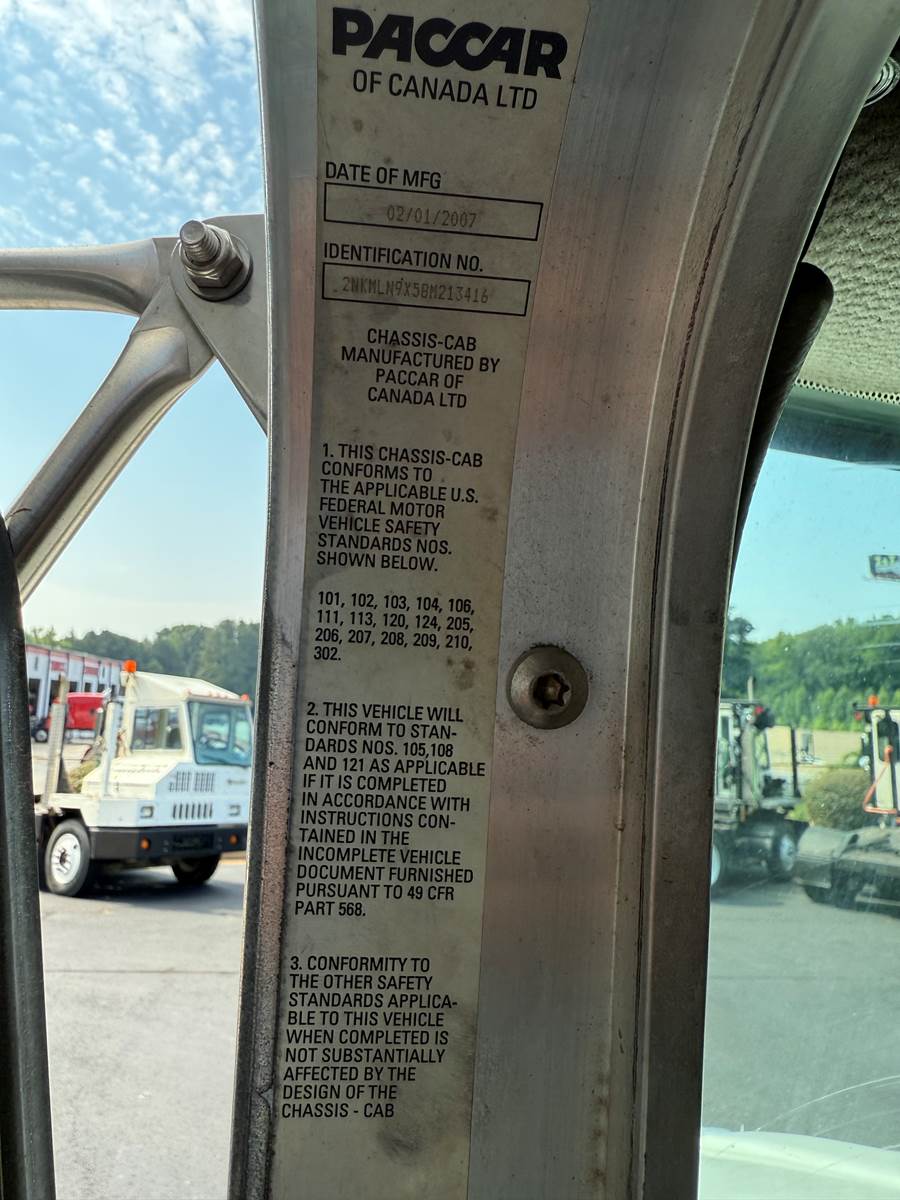 PACCAR
OF CANADA LTD
DATE OF MFG
02/01/2007
IDENTIFICATION NO.
2NKMLN9X58M213416
CHASSIS-CAB
MANUFACTURED BY
PACCAR OF
CANADA LTD
1. THIS CHASSIS-CAB
CONFORMS TO
THE APPLICABLE U.S.
FEDERAL MOTOR
VEHICLE SAFETY
STANDARDS NOS.
SHOWN BELOW.
101, 102, 103, 104, 106,
111, 113, 120, 124, 205,
206, 207, 208, 209, 210,
302.
2. THIS VEHICLE WILL
CONFORM TO STAN-
DARDS NOS. 105,108
AND 121 AS APPLICABLE
IF IT IS COMPLETED
IN ACCORDANCE WITH
INSTRUCTIONS CON-
TAINED IN THE
INCOMPLETE VEHICLE
DOCUMENT FURNISHED
PURSUANT TO 49 CFR
PART 568.
3. CONFORMITY TO
THE OTHER SAFETY
STANDARDS APPLICA-
BLE TO THIS VEHICLE
WHEN COMPLETED IS
NOT SUBSTANTIALLY
AFFECTED BY THE
DESIGN OF THE
CHASSIS - CAB